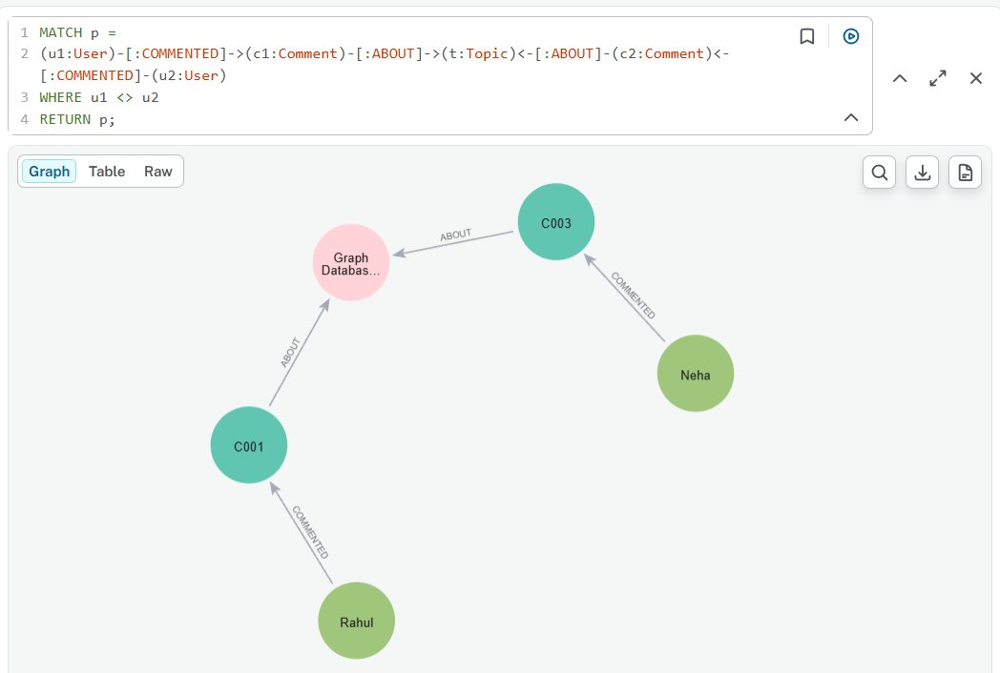 1 MATCH p =
2 (u1:User)-[:COMMENTED]->(c1:Comment)-[:ABOUT]->(t:Topic)<-[:ABOUT]-(c2:Comment)<-
[:COMMENTED]-(u2:User)
3 WHERE u1 <> u2
4 RETURN p;
Graph Table Raw
C003
ABOUT
Graph
Databas...
COMMENTED
ABOUT
Neha
C001
COMMENTED
Rahul